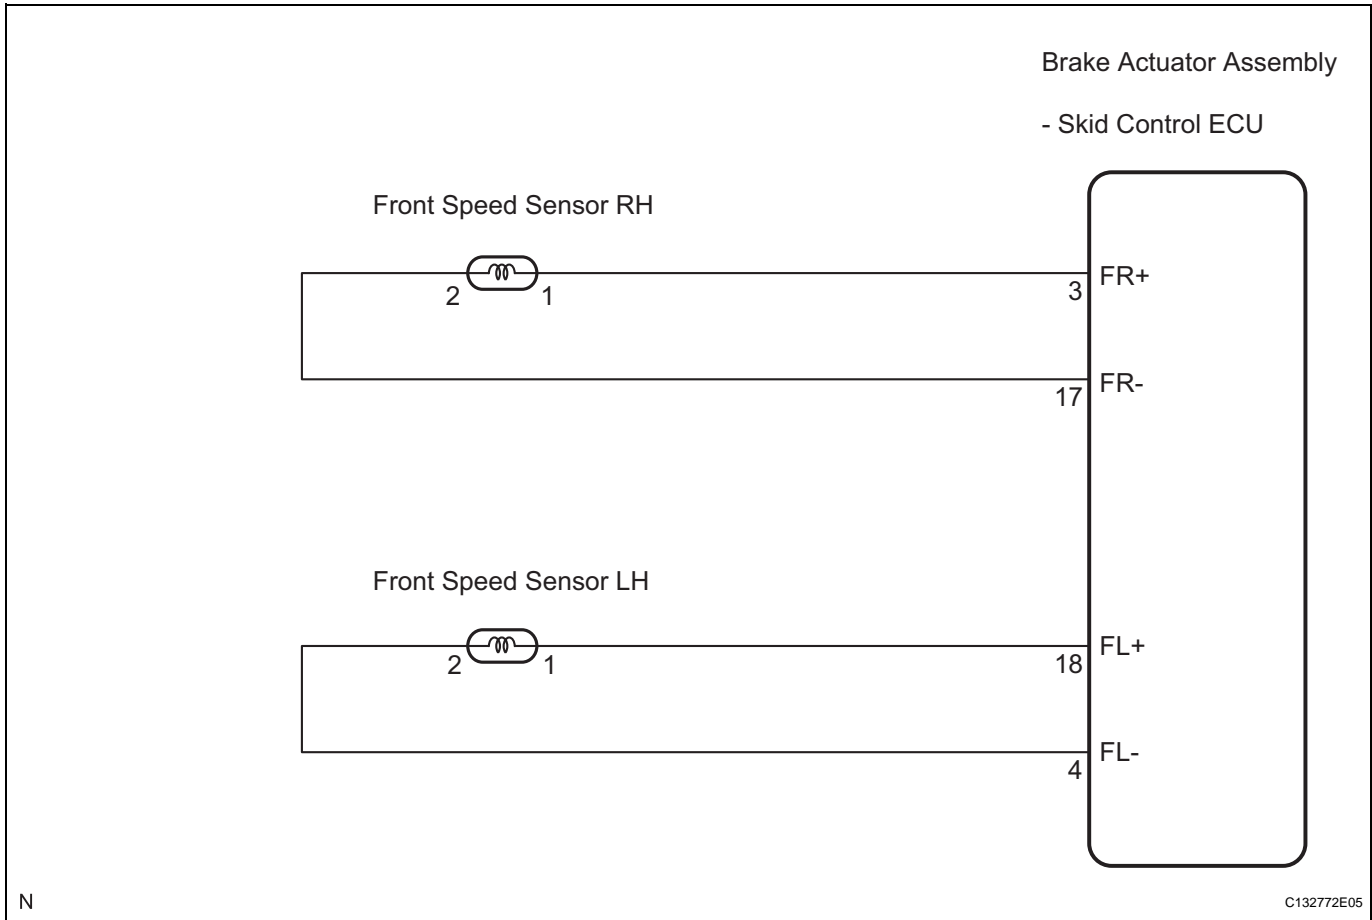 Brake Actuator Assembly
- Skid Control ECU
Front Speed Sensor RH
2
1
3
FR+
17
FR-
Front Speed Sensor LH
2
1
18
FL+
4
FL-
N
C132772E05